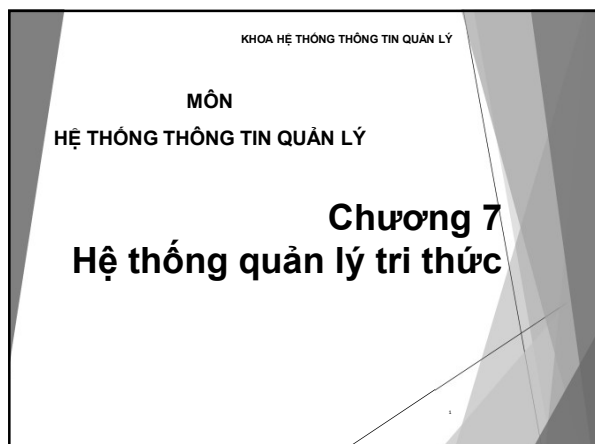 KHOA HỆ THỐNG THÔNG TIN QUẢN LÝ
MÔN
HỆ THỐNG THÔNG TIN QUẢN LÝ
Chương 7
Hệ thống quản lý tri thức
1